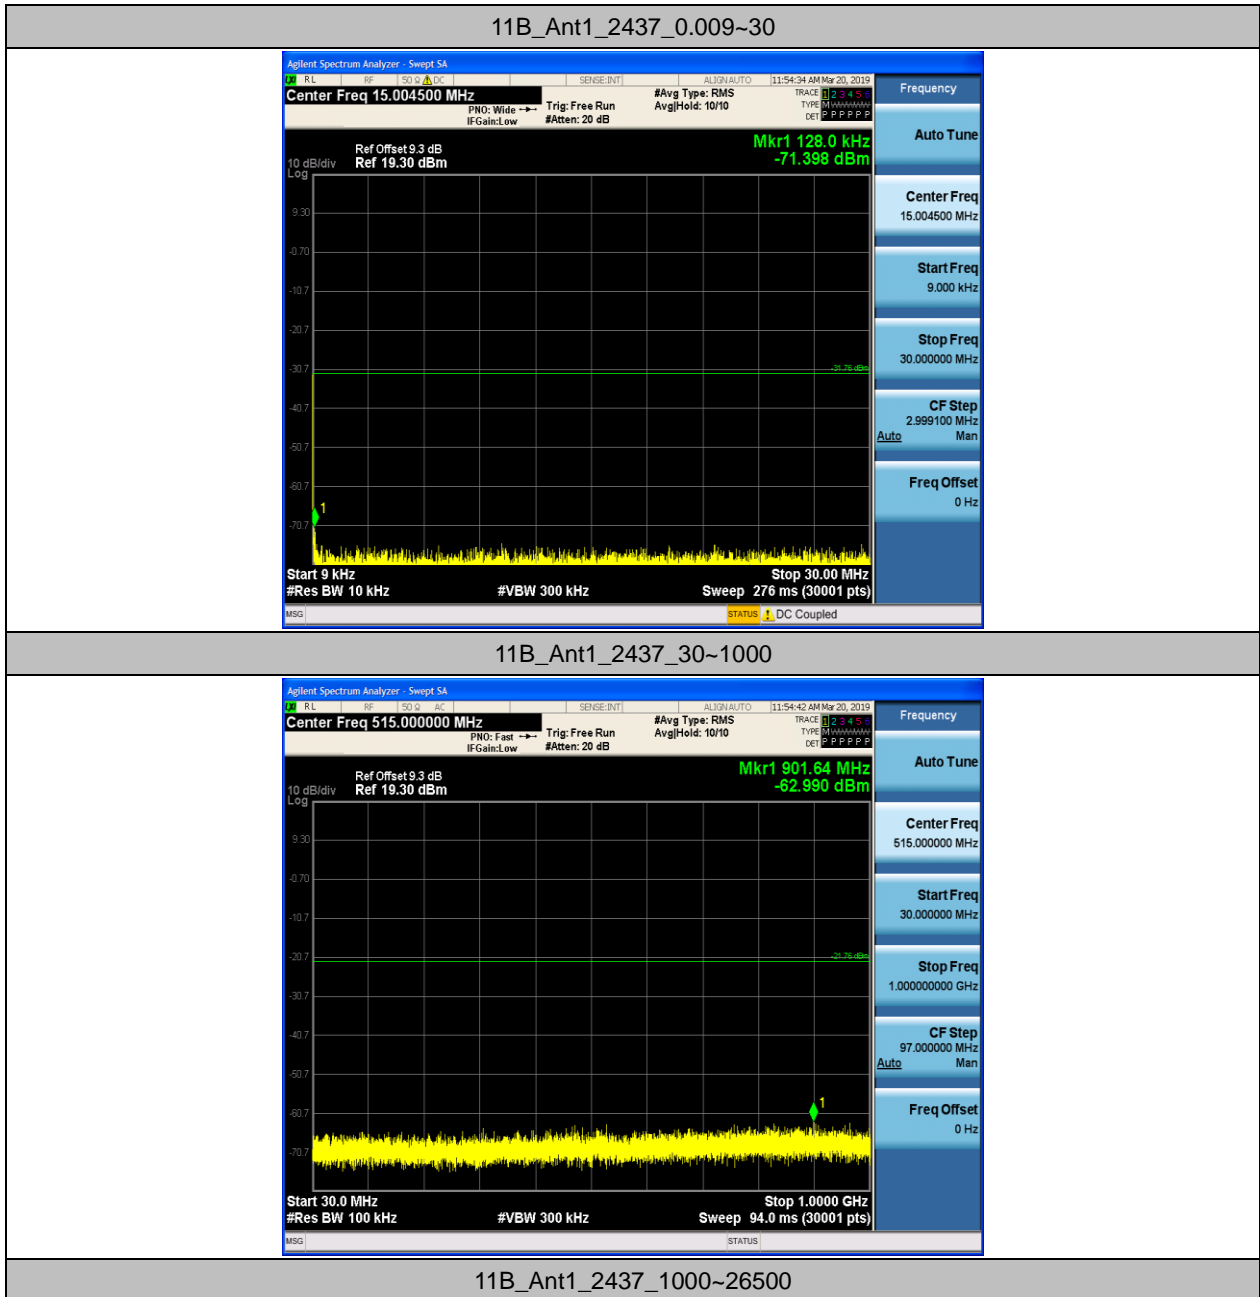 11B_Ant1_2437_0.009~30
Agilent Spectrum Analyzer - Swept SA
RL RF 50 Ω DC SENSE:INT ALIGNAUTO 11:54:34 AM Mar 20, 2019
Center Freq 15.004500 MHz
PNO: Wide
IFGain:Low
Trig: Free Run
#Atten: 20 dB
#Avg Type: RMS
Avg|Hold: 10/10
TRACE 1 2 3 4 5 6
TYPE M
DET P P P P P P
Ref Offset 9.3 dB
10 dB/div Ref 19.30 dBm
Log
Mkr1 128.0 kHz
-71.398 dBm
9.30
-0.70
-10.7
-20.7
-30.7
-31.76 dBm
-40.7
-50.7
-60.7
1
-70.7
Start 9 kHz Stop 30.00 MHz
#Res BW 10 kHz #VBW 300 kHz Sweep 276 ms (30001 pts)
MSG STATUS DC Coupled
Frequency
Auto Tune
Center Freq
15.004500 MHz
Start Freq
9.000 kHz
Stop Freq
30.000000 MHz
CF Step
2.999100 MHz
Auto Man
Freq Offset
0 Hz
11B_Ant1_2437_30~1000
Agilent Spectrum Analyzer - Swept SA
RL RF 50 Ω AC SENSE:INT ALIGNAUTO 11:54:42 AM Mar 20, 2019
Center Freq 515.000000 MHz
PNO: Fast
IFGain:Low
Trig: Free Run
#Atten: 20 dB
#Avg Type: RMS
Avg|Hold: 10/10
TRACE 1 2 3 4 5 6
TYPE M
DET P P P P P P
Ref Offset 9.3 dB
10 dB/div Ref 19.30 dBm
Log
Mkr1 901.64 MHz
-62.990 dBm
9.30
-0.70
-10.7
-20.7
-21.76 dBm
-30.7
-40.7
-50.7
-60.7
1
-70.7
Start 30.0 MHz Stop 1.0000 GHz
#Res BW 100 kHz #VBW 300 kHz Sweep 94.0 ms (30001 pts)
MSG STATUS
Frequency
Auto Tune
Center Freq
515.000000 MHz
Start Freq
30.000000 MHz
Stop Freq
1.000000000 GHz
CF Step
97.000000 MHz
Auto Man
Freq Offset
0 Hz
11B_Ant1_2437_1000~26500